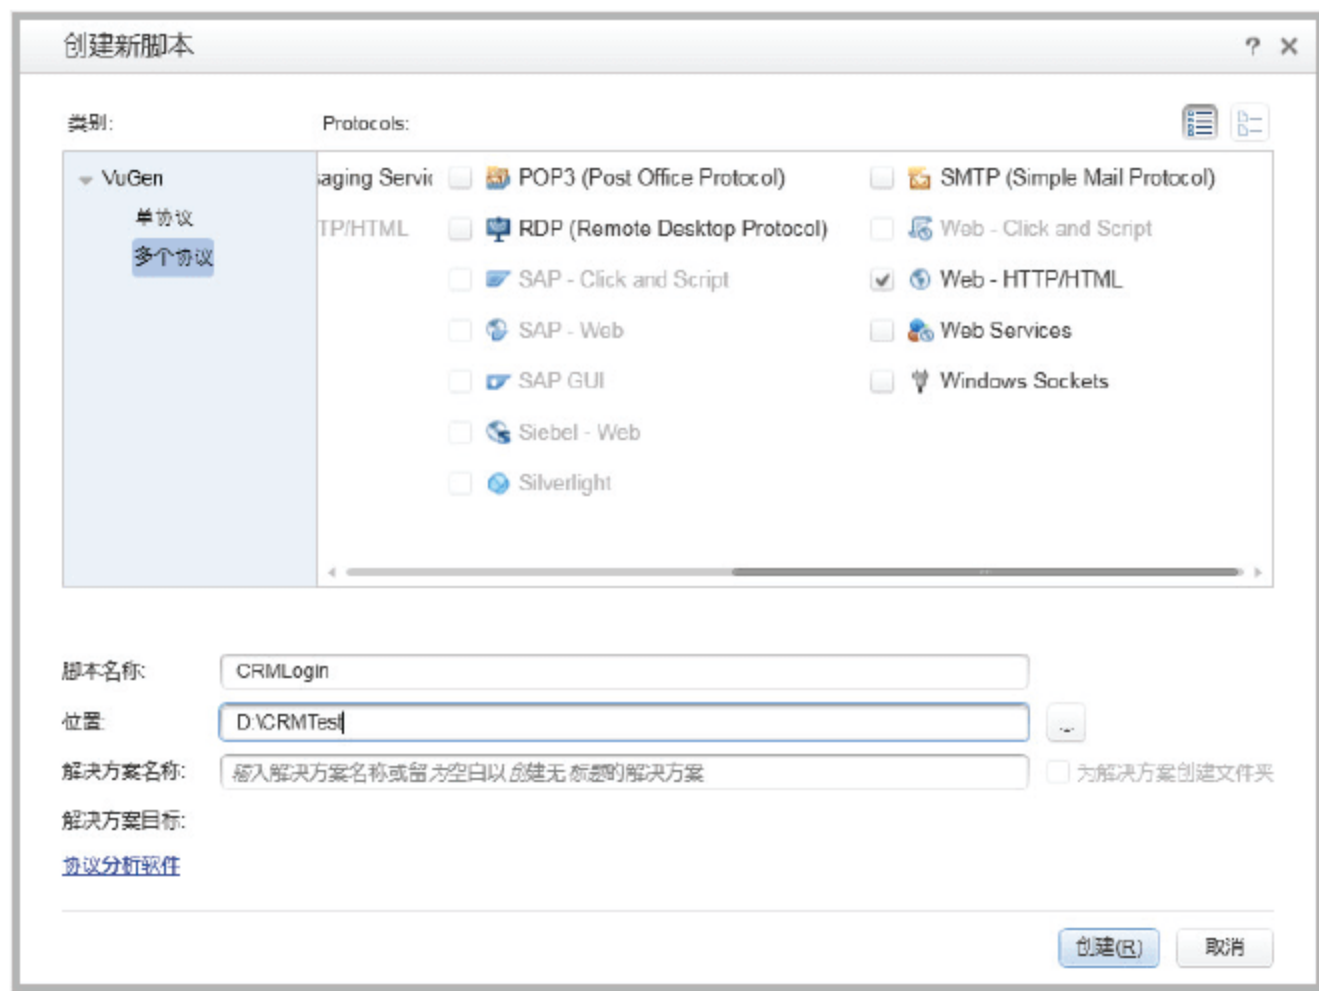 创建新脚本
? ×
类别:
Protocols:
VuGen
单协议
多个协议
saging Servic
TP/HTML
POP3 (Post Office Protocol)
RDP (Remote Desktop Protocol)
SAP - Click and Script
SAP - Web
SAP GUI
Siebel - Web
Silverlight
SMTP (Simple Mail Protocol)
Web - Click and Script
Web - HTTP/HTML
Web Services
Windows Sockets
脚本名称: CRMLogin
位置: D:\CRMTest ...
解决方案名称: 输入解决方案名称或留为空白以创建无标题的解决方案 为解决方案创建文件夹
解决方案目标:
协议分析软件
创建(R) 取消